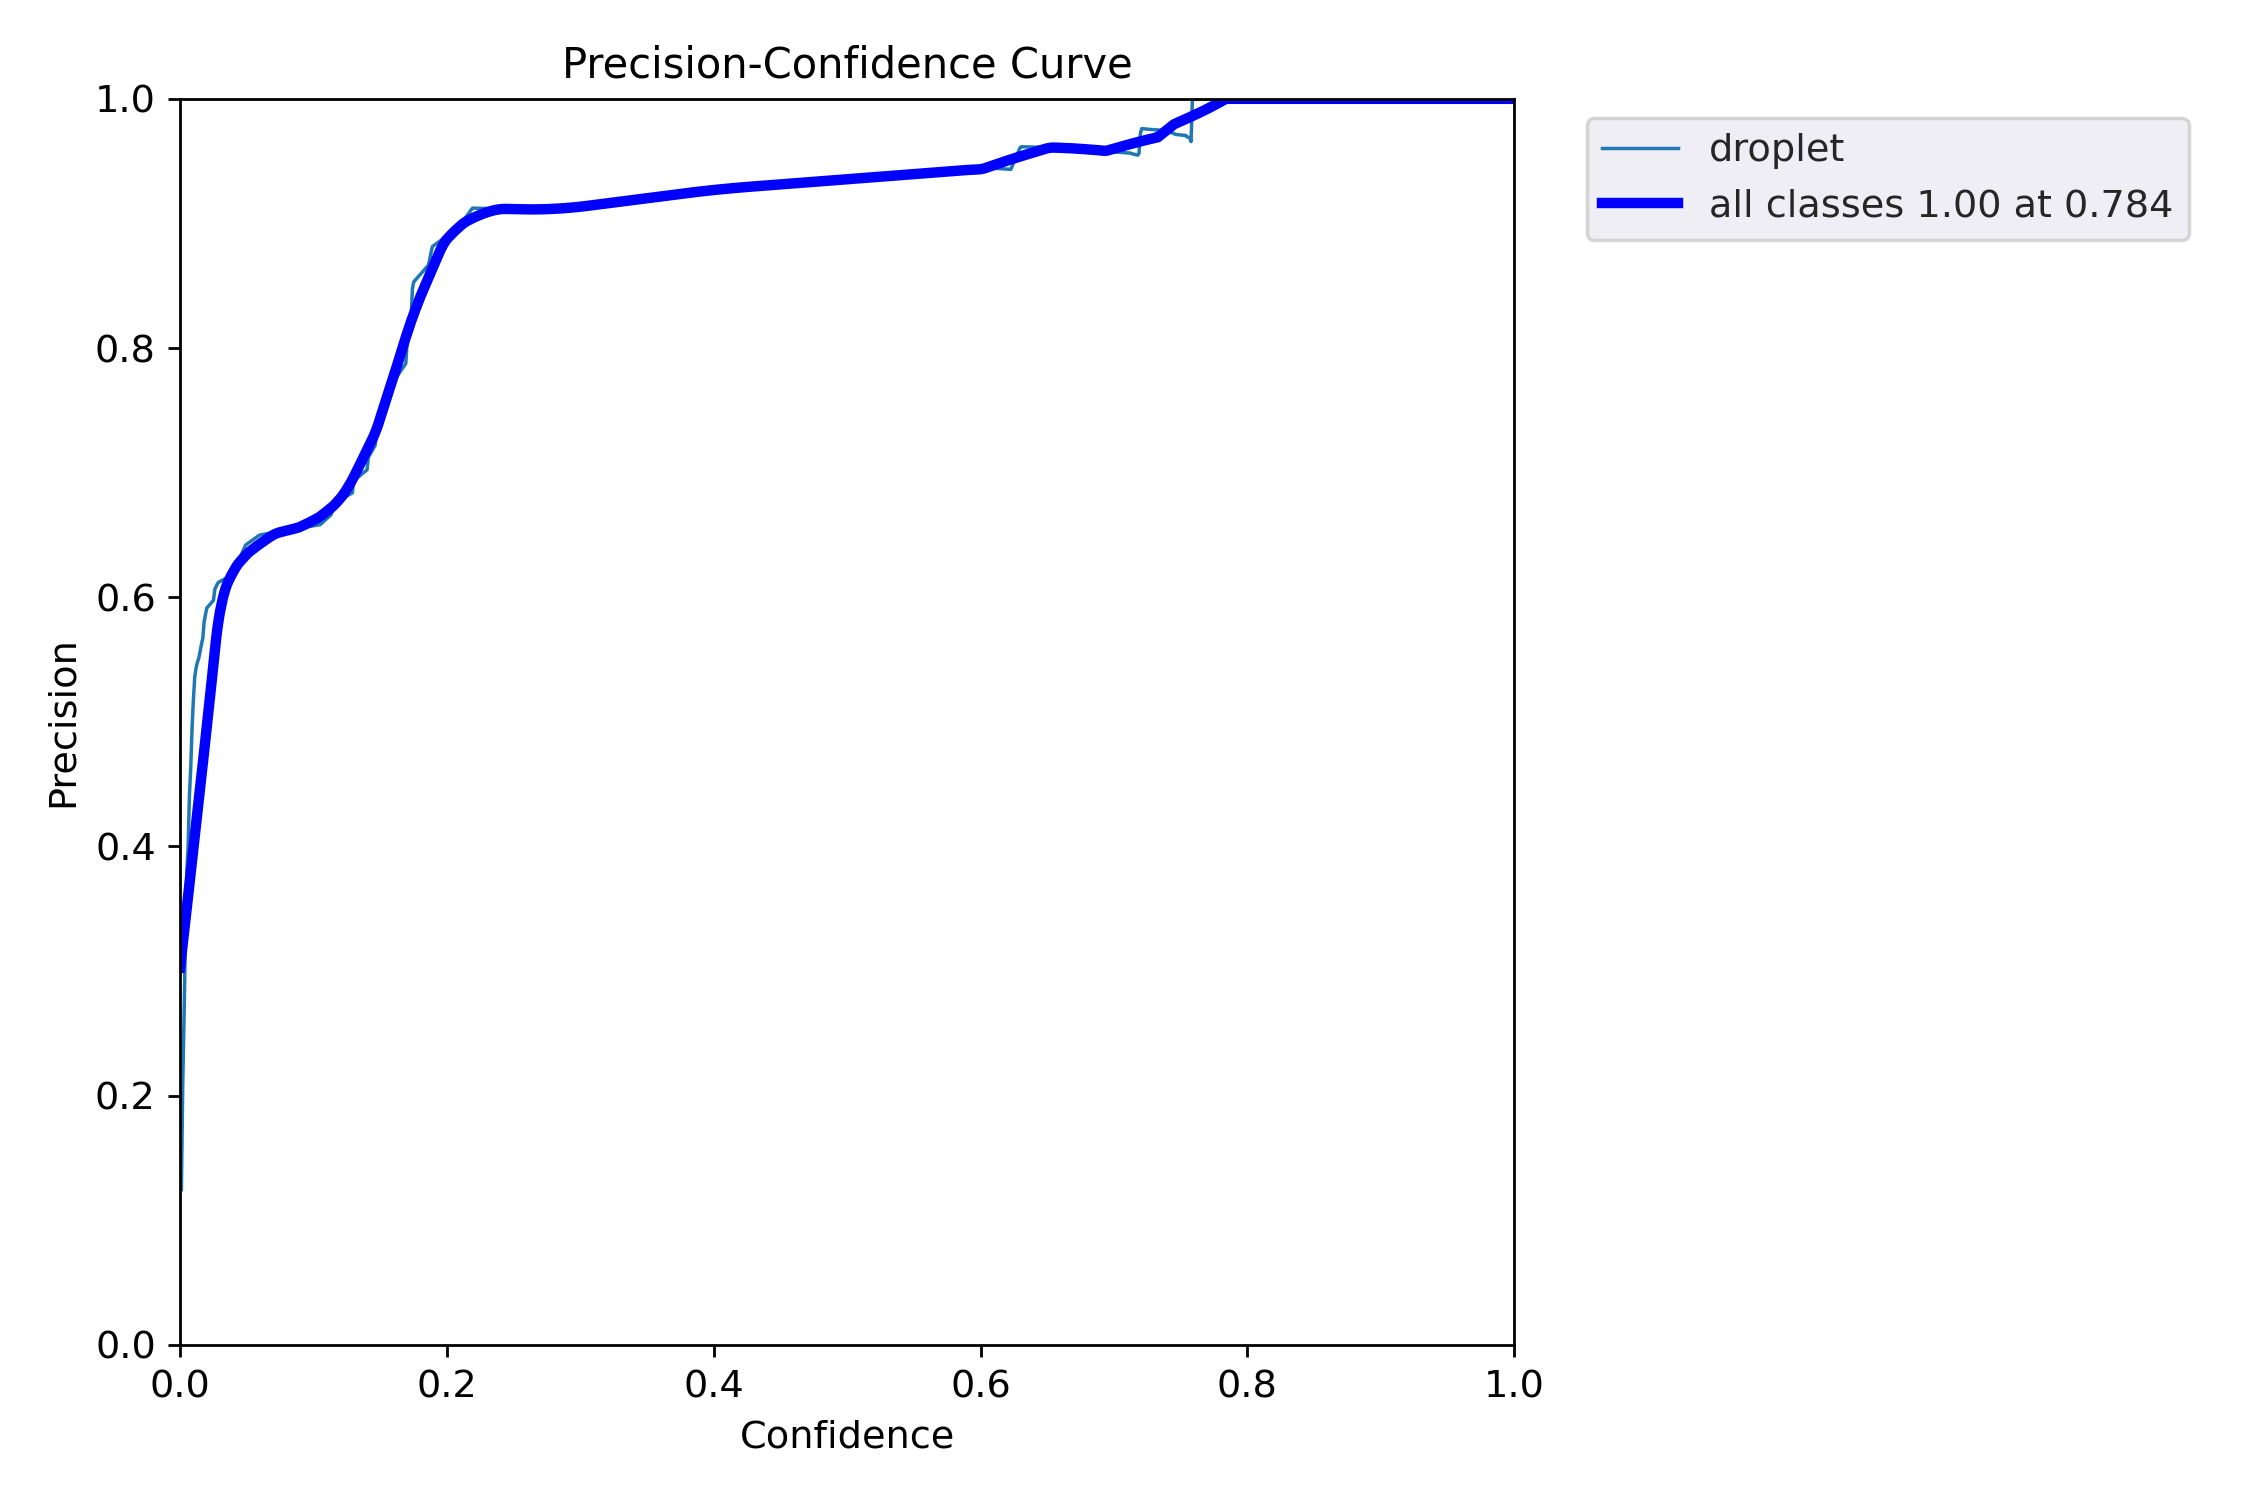 Precision-Confidence Curve
1.0
0.8
0.6
0.4
0.2
0.0
Precision
0.0 0.2 0.4 0.6 0.8 1.0
Confidence
droplet
all classes 1.00 at 0.784